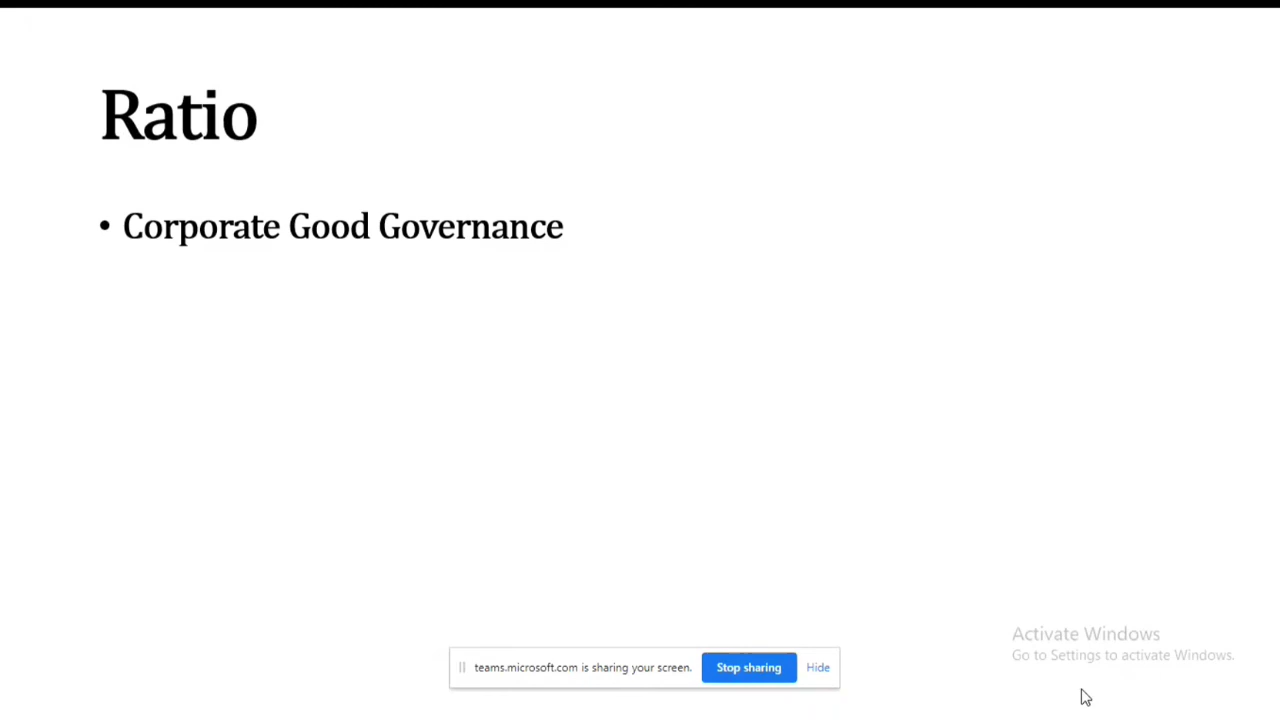 Ratio
• Corporate Good Governance
Activate Windows
Go to Settings to activate Windows.
teams.microsoft.com is sharing your screen. Stop sharing Hide